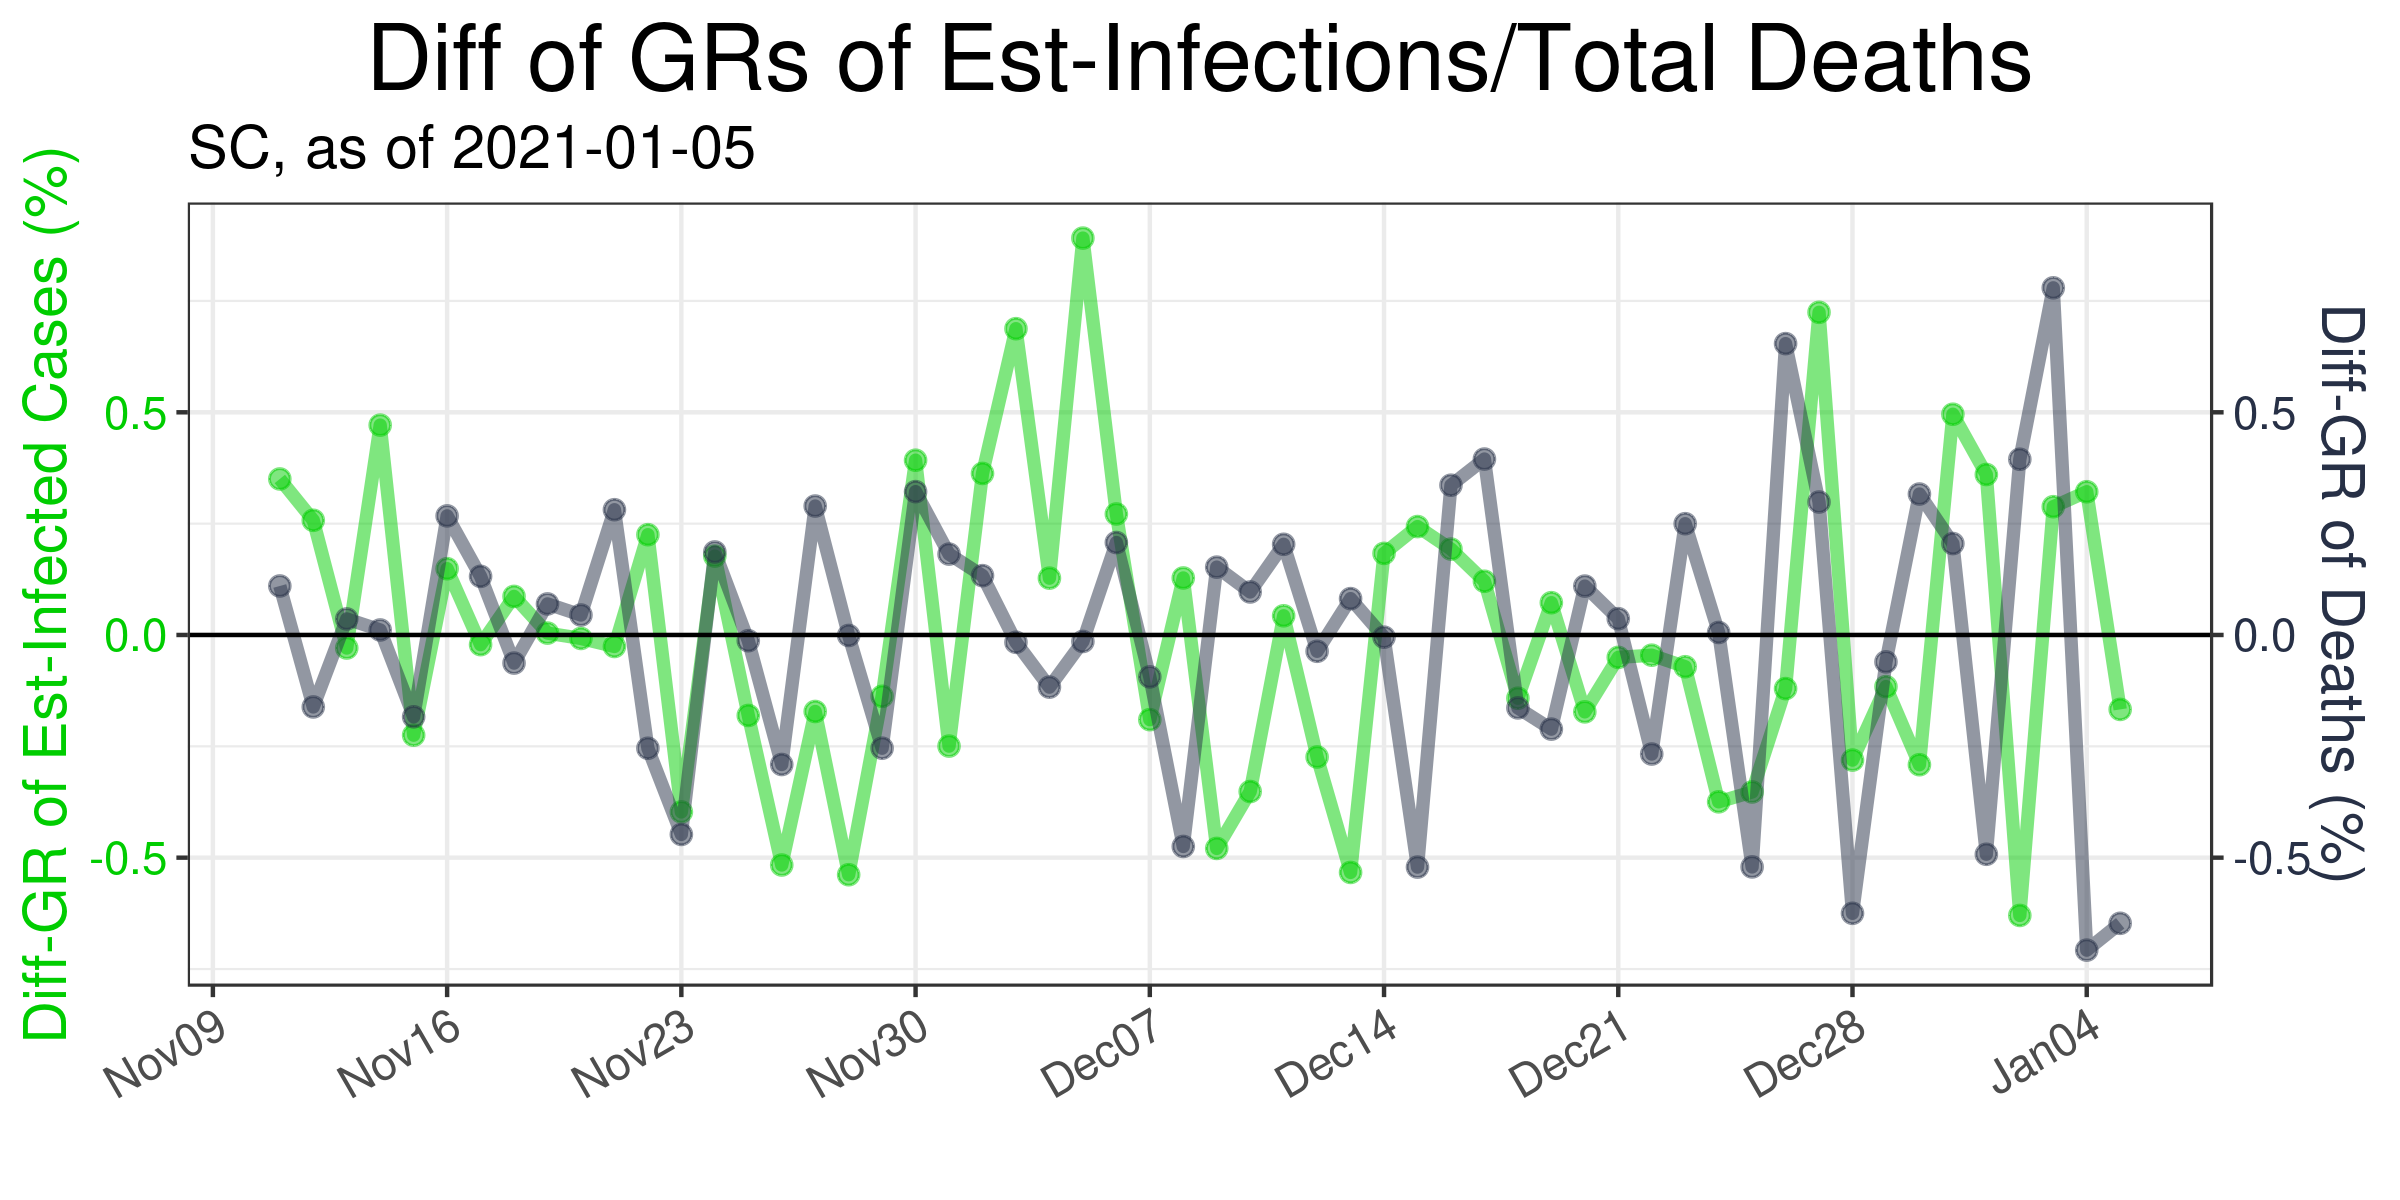 Diff of GRs of Est-Infections/Total Deaths
SC, as of 2021-01-05
Diff-GR of Est-Infected Cases (%)
0.5
0.0
-0.5
0.5
0.0
-0.5
Diff-GR of Deaths (%)
Nov09
Nov16
Nov23
Nov30
Dec07
Dec14
Dec21
Dec28
Jan04